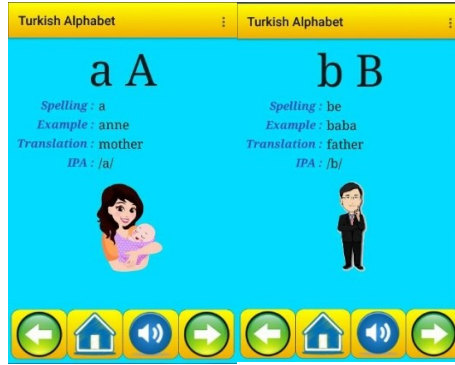 Turkish Alphabet
a A
Spelling : a
Example : anne
Translation : mother
IPA : /a/
Turkish Alphabet
b B
Spelling : be
Example : baba
Translation : father
IPA : /b/